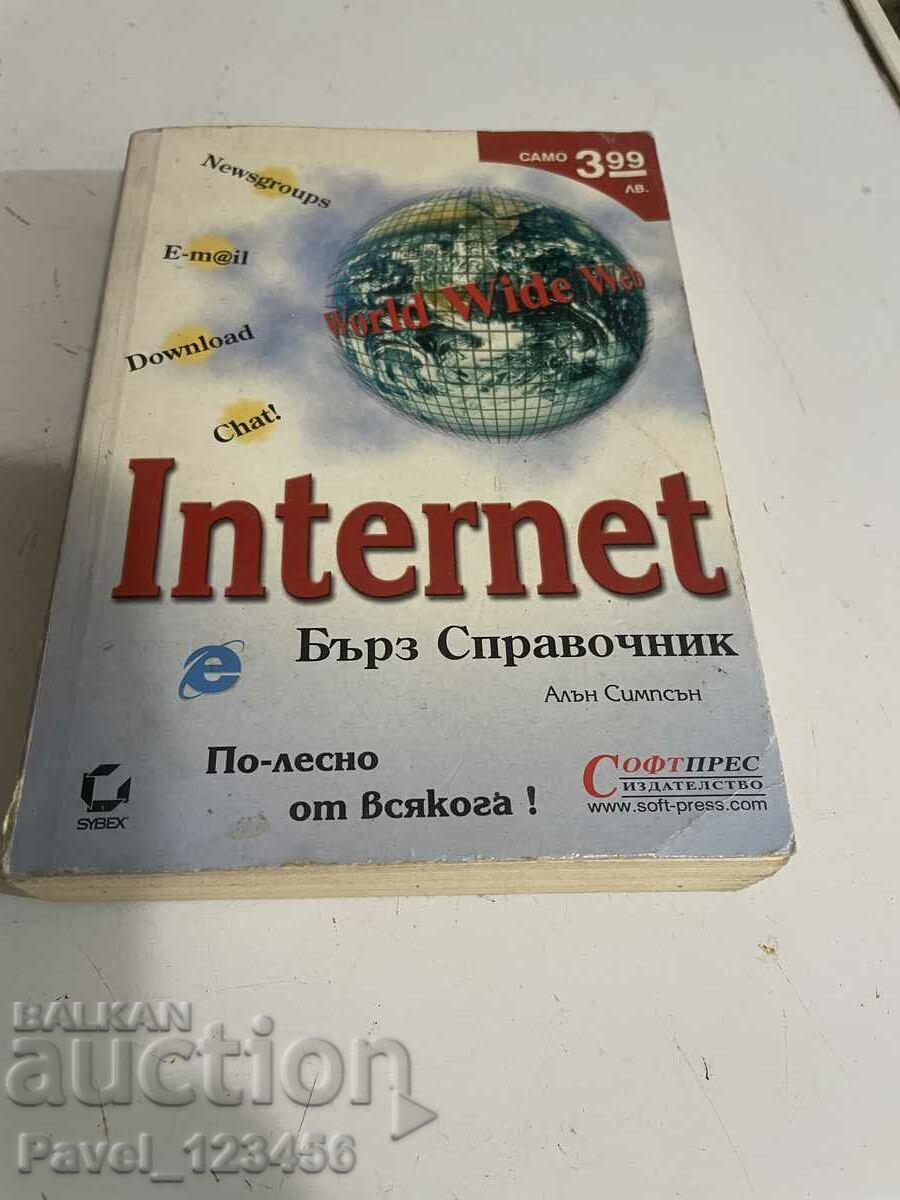 САМО 3.99
ЛВ.
Newsgroups
E-m@il
World Wide Web
Download
Chat!
Internet
e
Бърз Справочник
Алън Симпсън
По-лесно
от всякога !
СОФТПРЕС
ИЗДАТЕЛСТВО
www.soft-press.com
SYBEX
BALKAN
auction
Pavel_123456